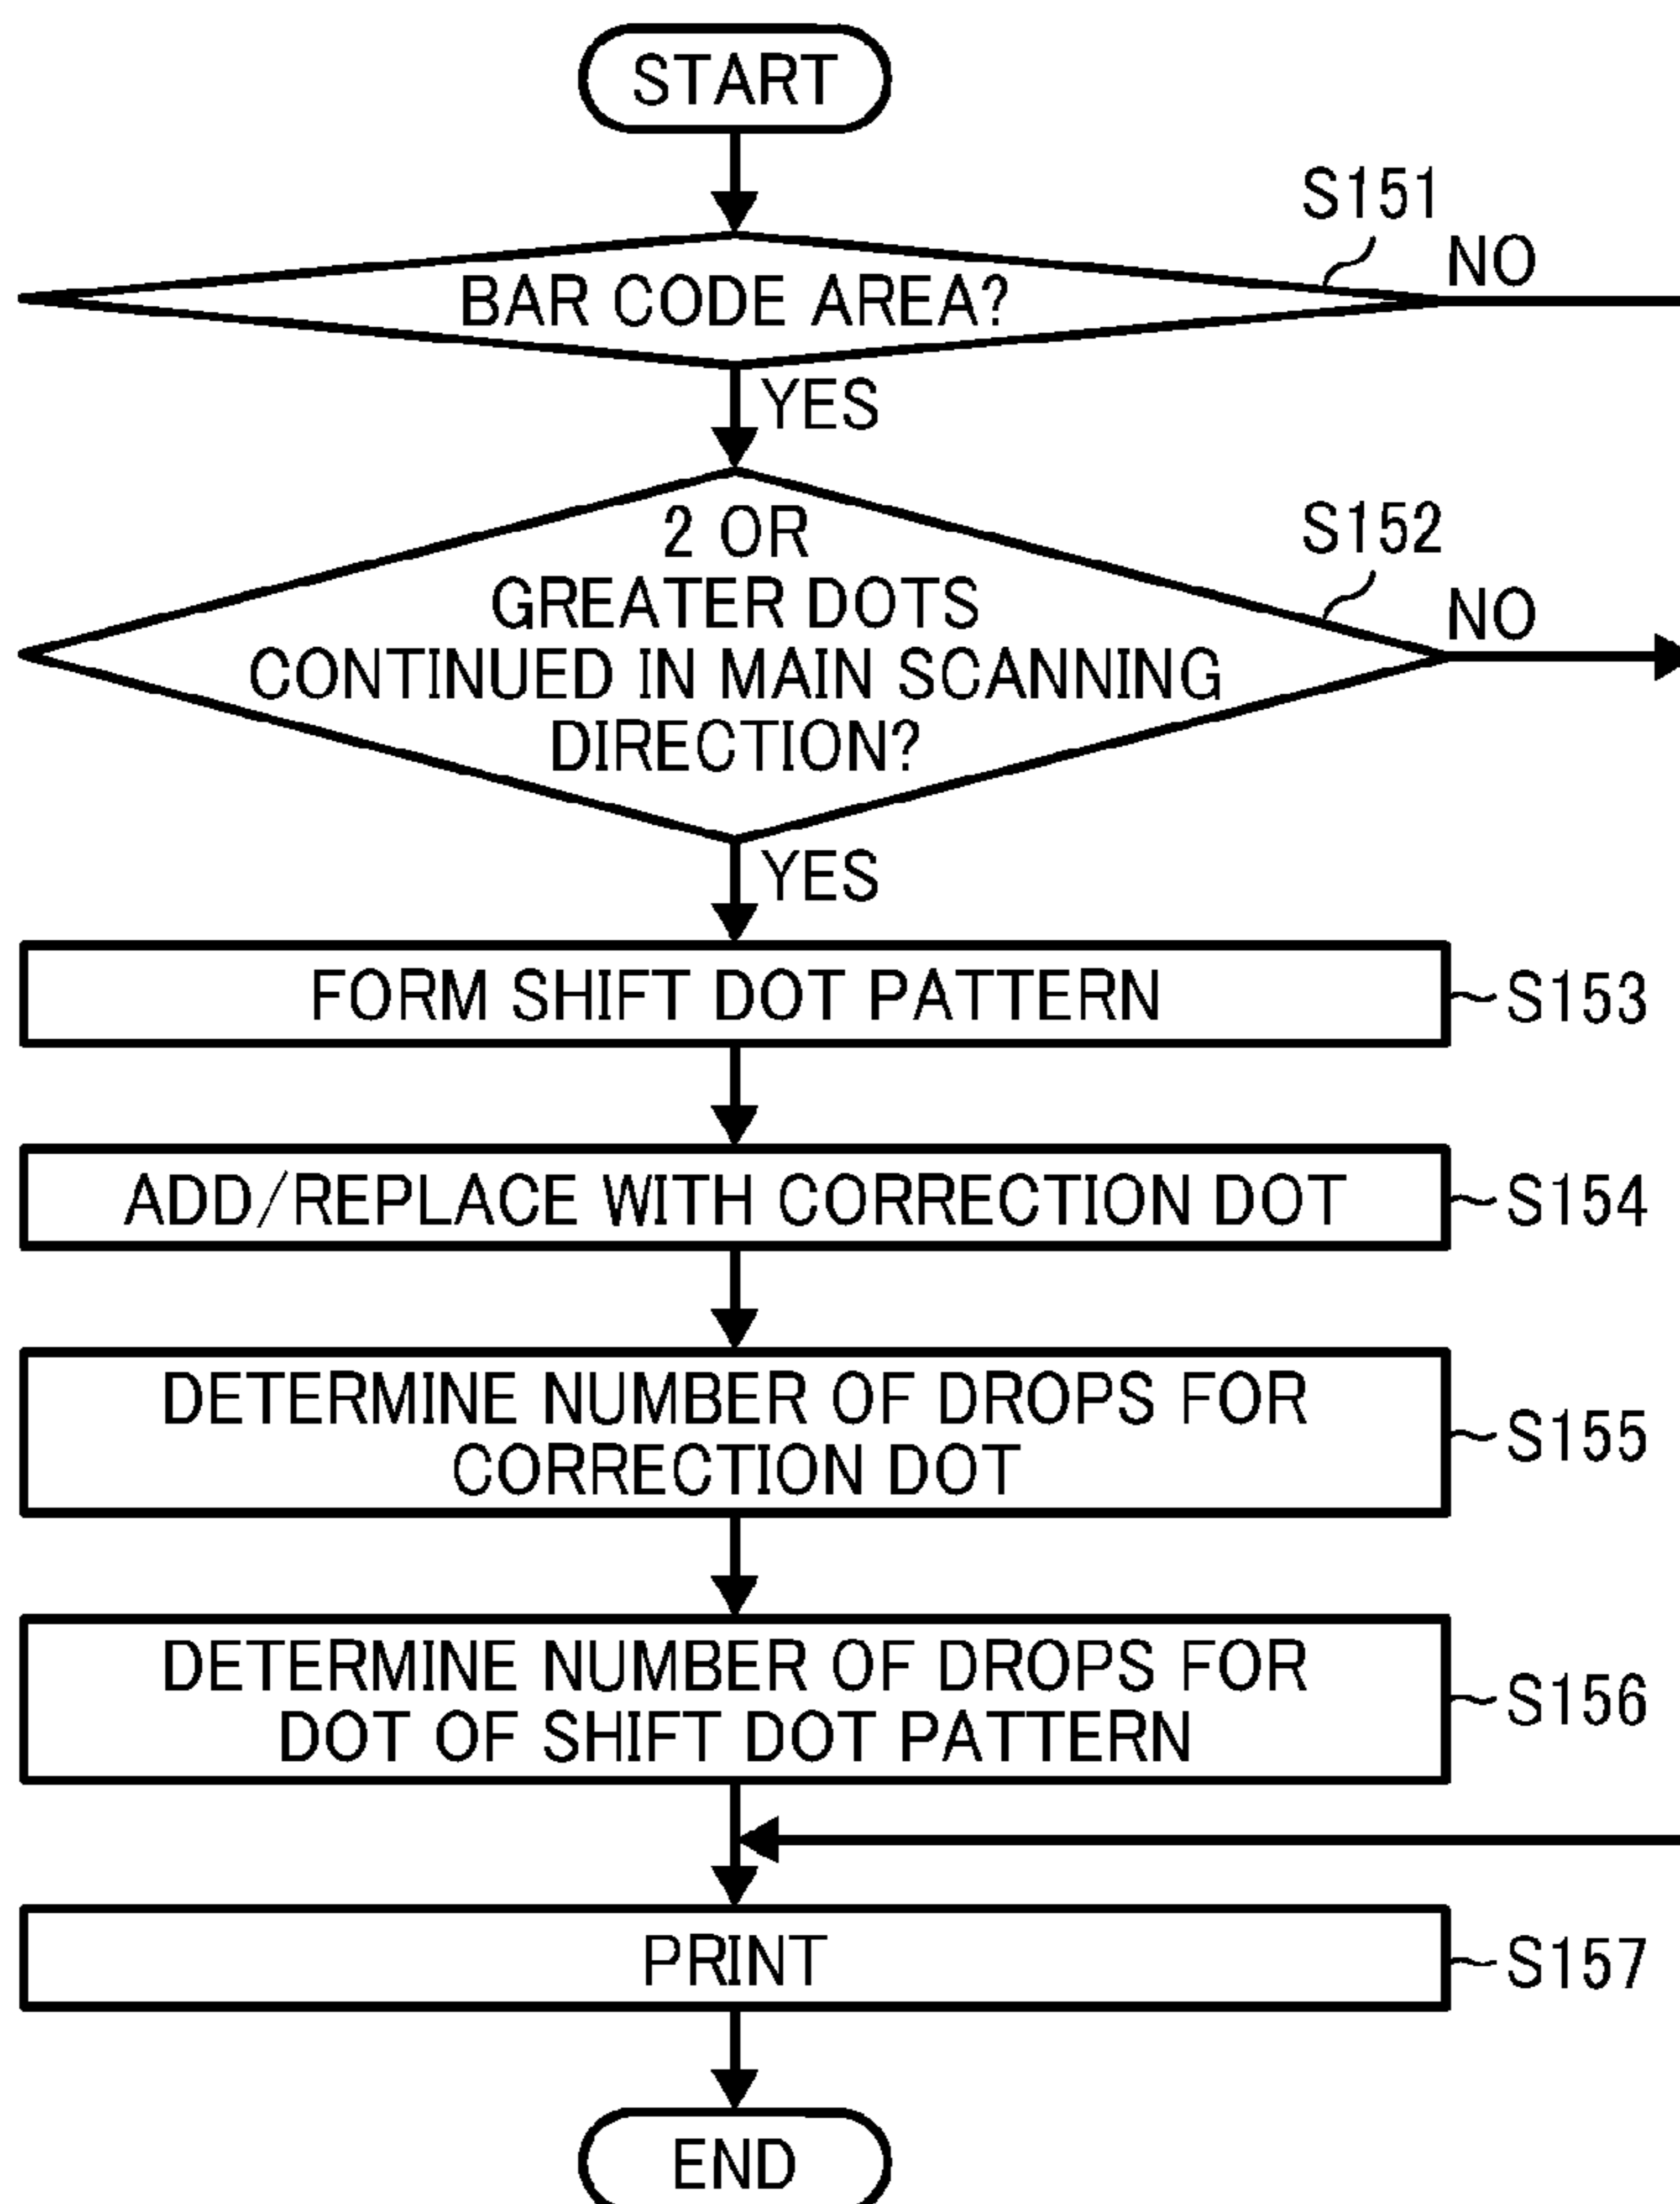 START
S151
BAR CODE AREA?
NO
YES
2 OR
GREATER DOTS
CONTINUED IN MAIN SCANNING
DIRECTION?
S152
NO
YES
FORM SHIFT DOT PATTERN
S153
ADD/REPLACE WITH CORRECTION DOT
S154
DETERMINE NUMBER OF DROPS FOR
CORRECTION DOT
S155
DETERMINE NUMBER OF DROPS FOR
DOT OF SHIFT DOT PATTERN
S156
PRINT
S157
END